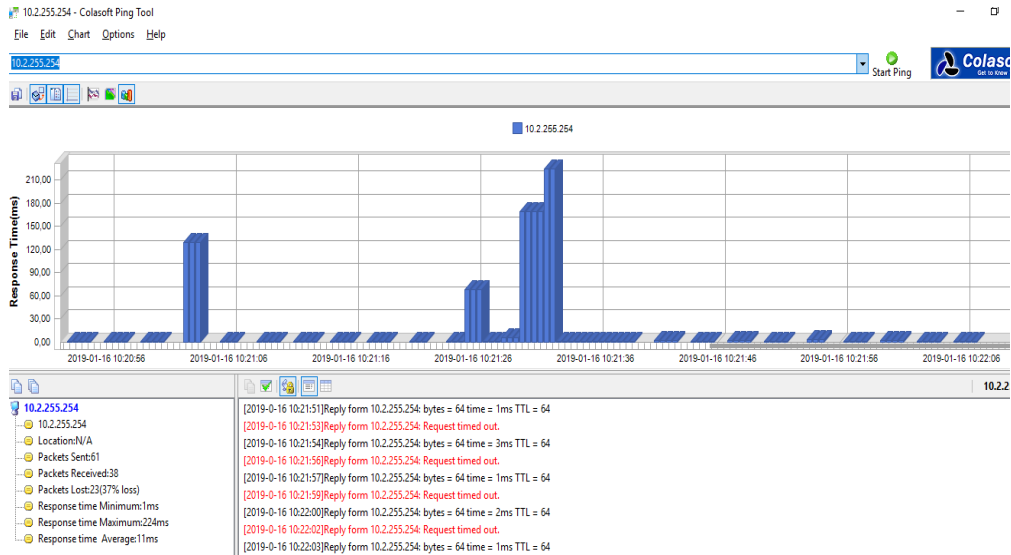 10.2.255.254 - Colasoft Ping Tool
File Edit Chart Options Help
10.2.255.254
Start Ping
Colaso
Get to Know
10.2.255.254
Response Time(ms)
210,00
180,00
150,00
120,00
90,00
60,00
30,00
0,00
2019-01-16 10:20:56 2019-01-16 10:21:06 2019-01-16 10:21:16 2019-01-16 10:21:26 2019-01-16 10:21:36 2019-01-16 10:21:46 2019-01-16 10:21:56 2019-01-16 10:22:06
10.2.2
10.2.255.254
10.2.255.254
Location:N/A
Packets Sent:61
Packets Received:38
Packets Lost:23(37% loss)
Response time Minimum:1ms
Response time Maximum:224ms
Response time Average:11ms
[2019-0-16 10:21:51]Reply form 10.2.255.254: bytes = 64 time = 1ms TTL = 64
[2019-0-16 10:21:53]Reply form 10.2.255.254: Request timed out.
[2019-0-16 10:21:54]Reply form 10.2.255.254: bytes = 64 time = 3ms TTL = 64
[2019-0-16 10:21:56]Reply form 10.2.255.254: Request timed out.
[2019-0-16 10:21:57]Reply form 10.2.255.254: bytes = 64 time = 1ms TTL = 64
[2019-0-16 10:21:59]Reply form 10.2.255.254: Request timed out.
[2019-0-16 10:22:00]Reply form 10.2.255.254: bytes = 64 time = 2ms TTL = 64
[2019-0-16 10:22:02]Reply form 10.2.255.254: Request timed out.
[2019-0-16 10:22:03]Reply form 10.2.255.254: bytes = 64 time = 1ms TTL = 64